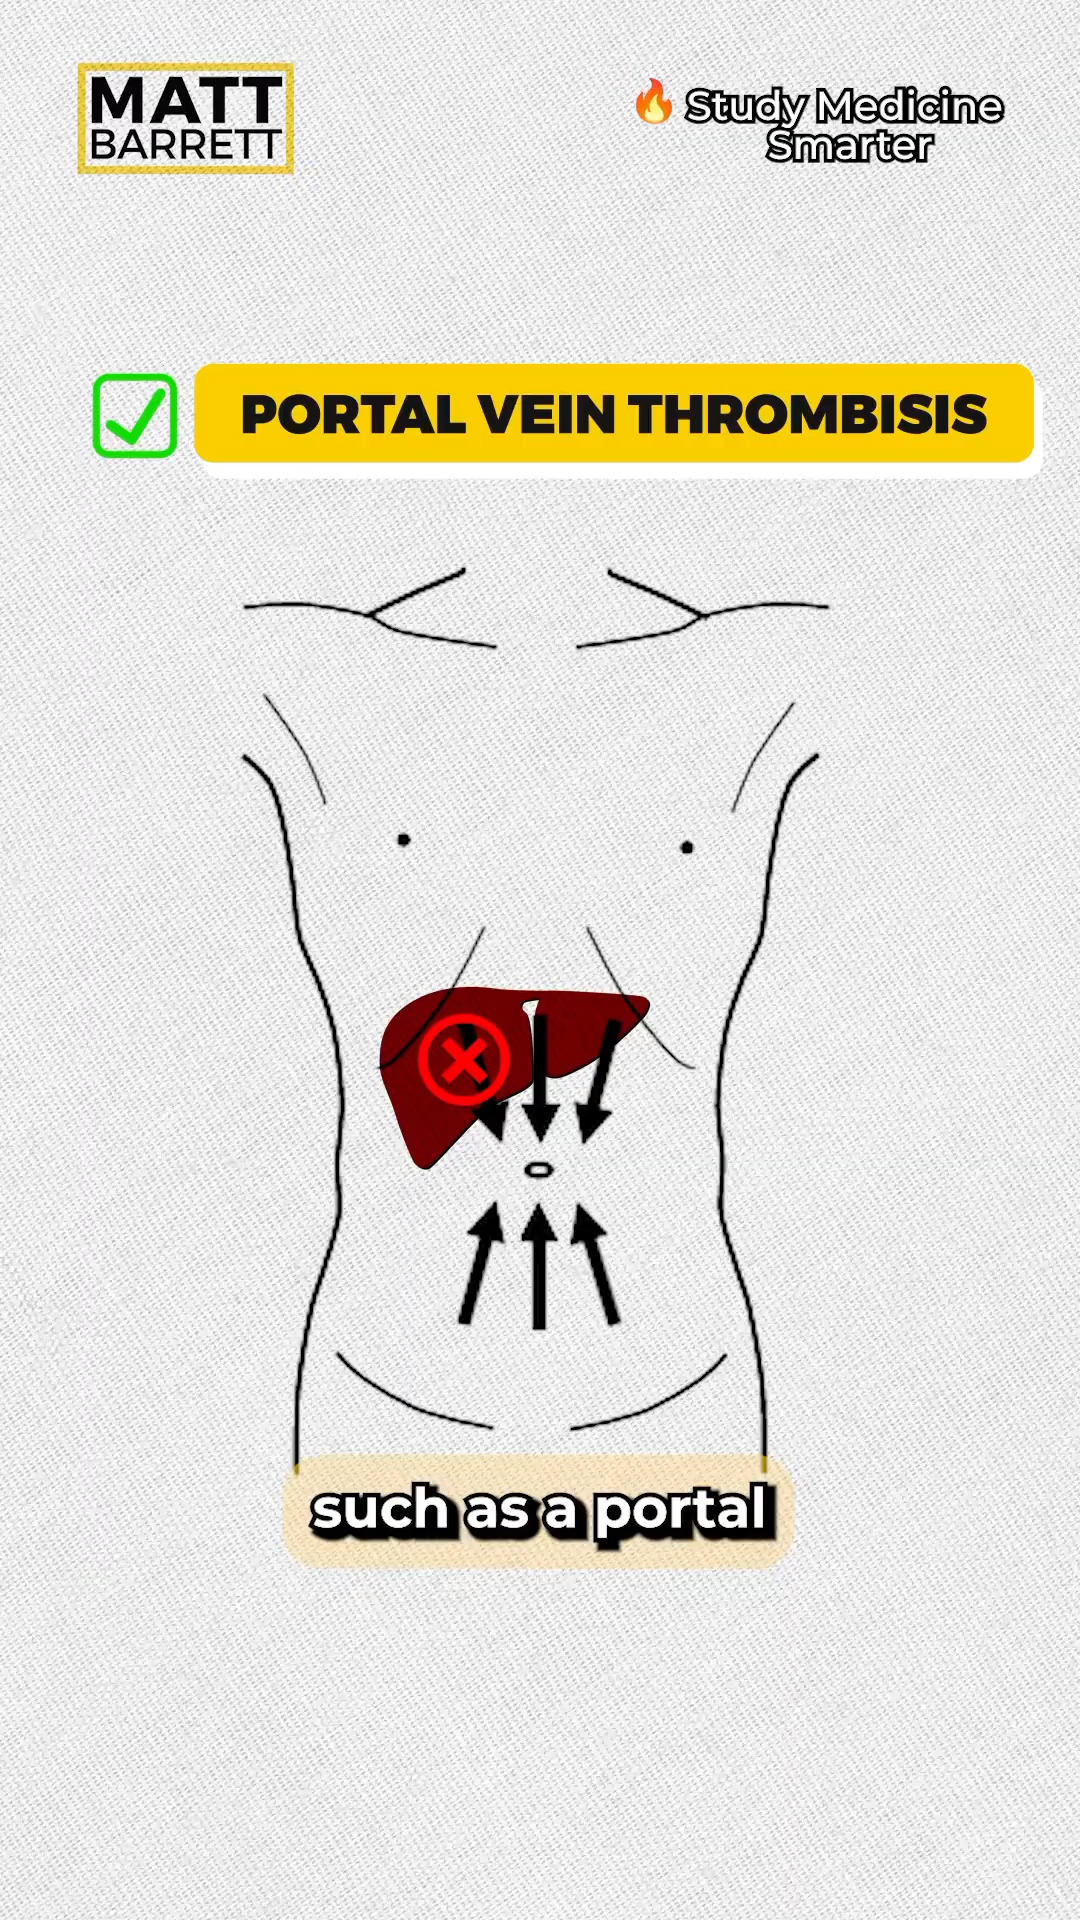 MATT
BARRETT
🔥 Study Medicine
Smarter
PORTAL VEIN THROMBISIS
such as a portal